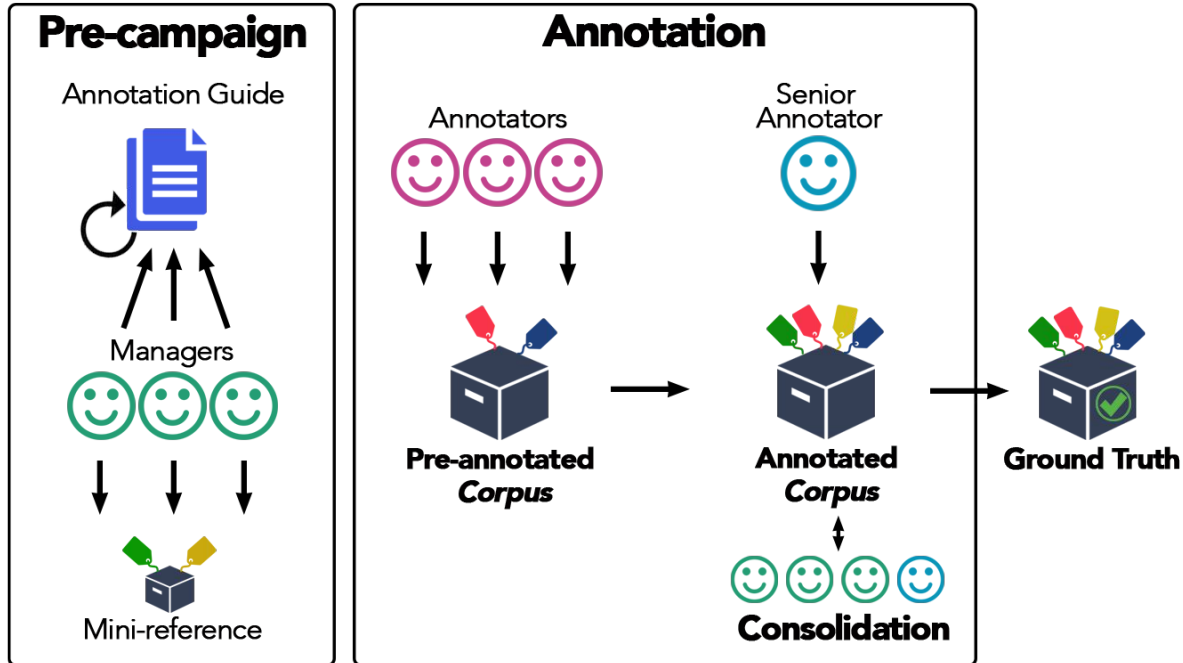 Pre-campaign
Annotation Guide
Managers
Mini-reference
Annotation
Annotators
Senior
Annotator
Pre-annotated
Corpus
Annotated
Corpus
Consolidation
Ground Truth